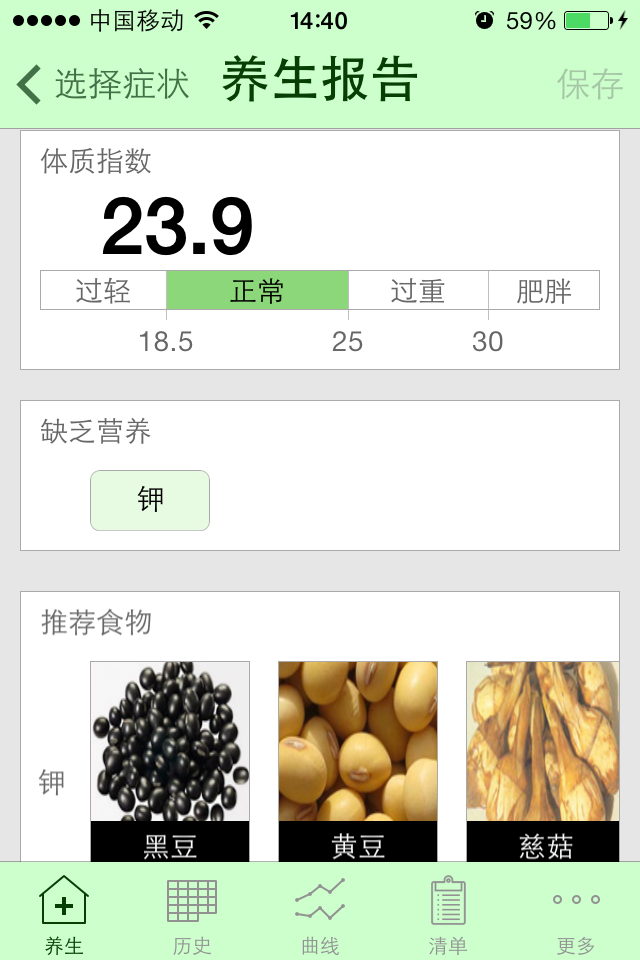 中国移动 14:40 59%
选择症状 养生报告 保存
体质指数
23.9
过轻 正常 过重 肥胖
18.5 25 30
缺乏营养
钾
推荐食物
钾
黑豆 黄豆 慈菇
养生 历史 曲线 清单 更多